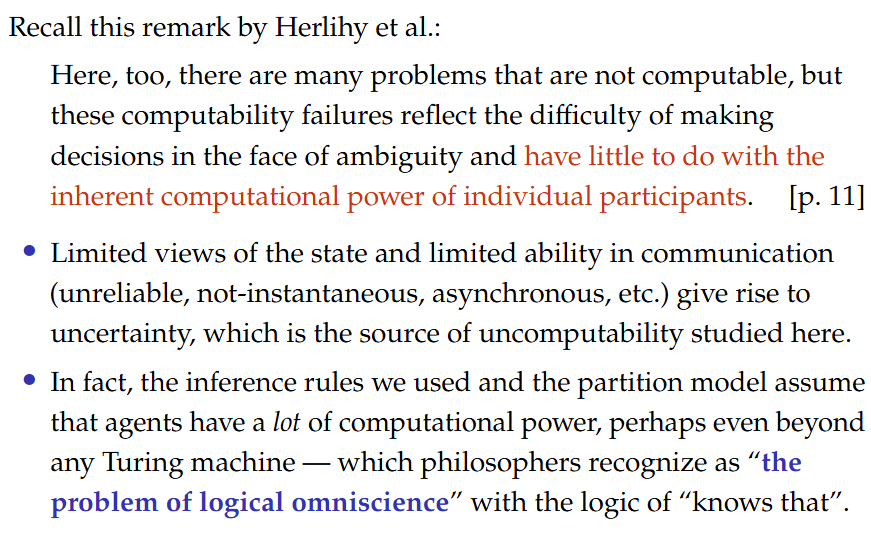 Recall this remark by Herlihy et al.:
Here, too, there are many problems that are not computable, but
these computability failures reflect the difficulty of making
decisions in the face of ambiguity and have little to do with the
inherent computational power of individual participants. [p. 11]
• Limited views of the state and limited ability in communication
(unreliable, not-instantaneous, asynchronous, etc.) give rise to
uncertainty, which is the source of uncomputability studied here.
• In fact, the inference rules we used and the partition model assume
that agents have a lot of computational power, perhaps even beyond
any Turing machine — which philosophers recognize as “the
problem of logical omniscience” with the logic of “knows that”.